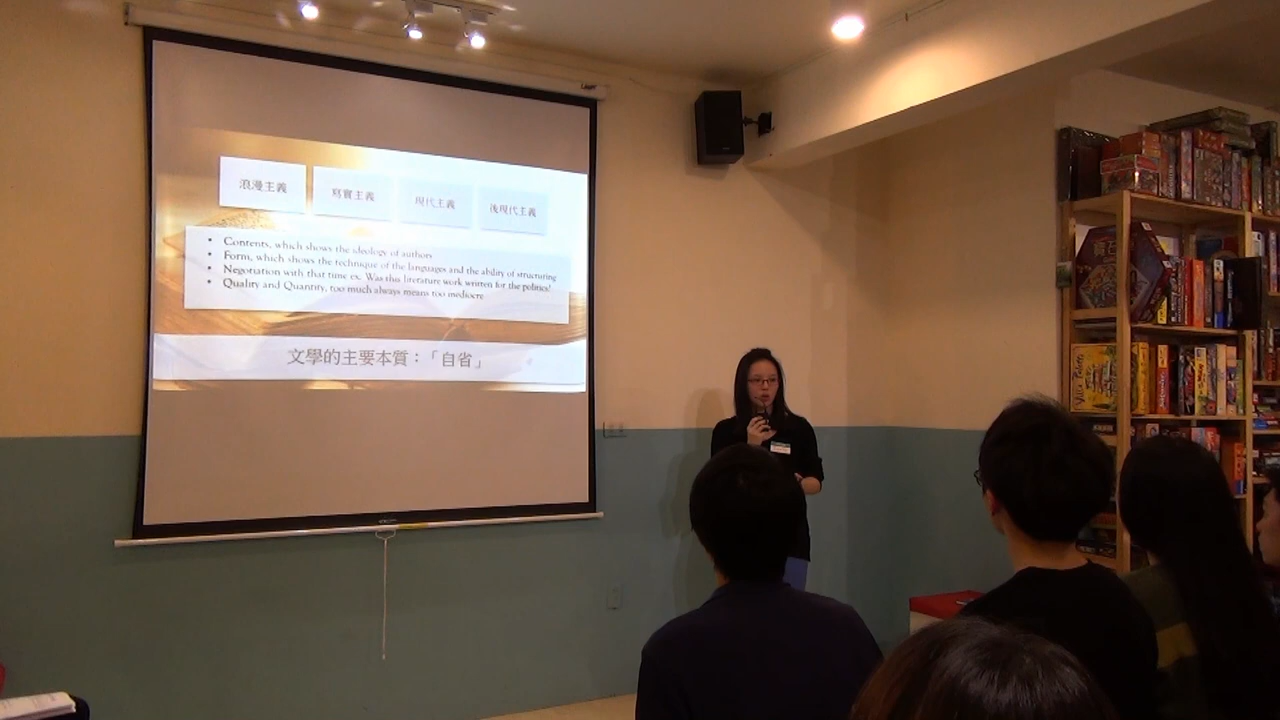 浪漫主義
寫實主義
現代主義
後現代主義
• Contents, which shows the ideology of authors
• Form, which shows the technique of the languages and the ability of structuring
• Negotiation with that time ex. Was this literature work written for the politics?
• Quality and Quantity, too much always means too mediocre
文學的主要本質：「自省」